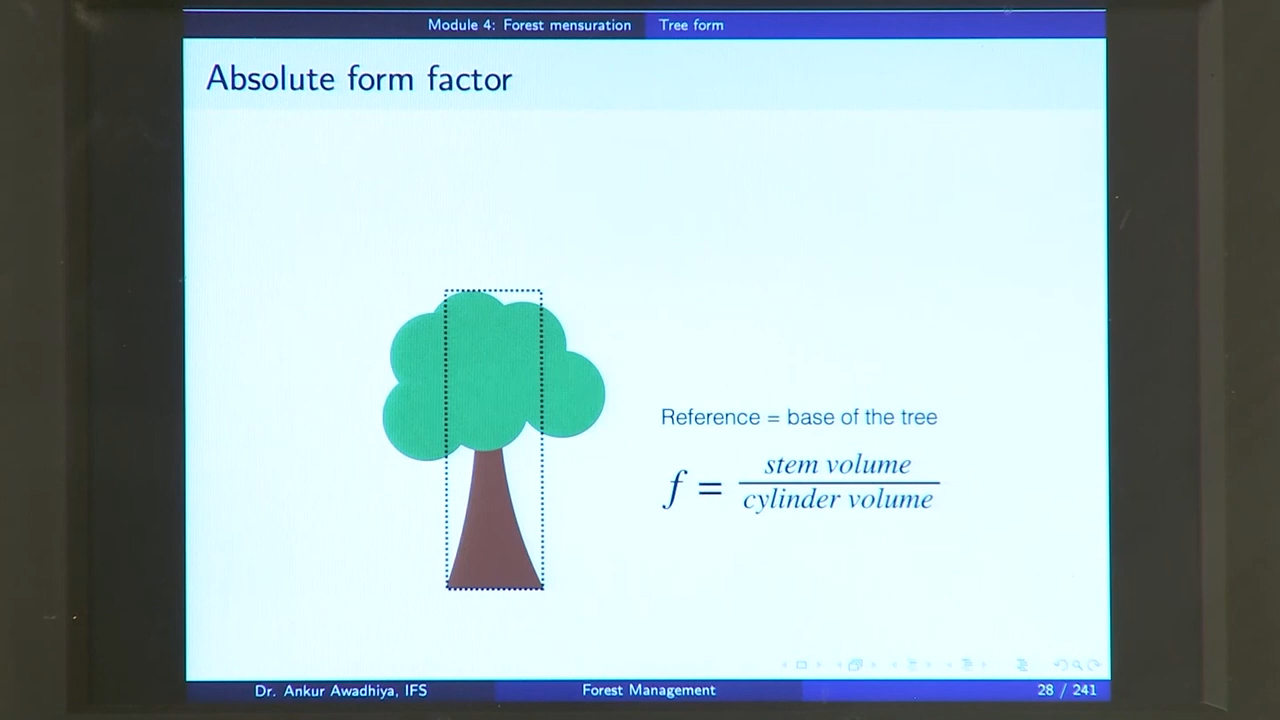 Module 4: Forest mensuration Tree form
Absolute form factor
Reference = base of the tree
f = stem volume / cylinder volume
Dr. Ankur Awadhiya, IFS Forest Management 28 / 241